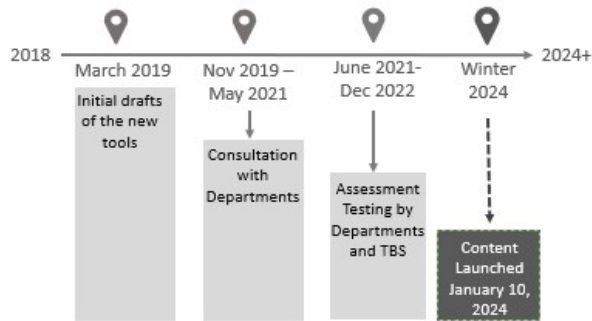 2018
2024+
March 2019
Initial drafts
of the new
tools
Nov 2019 –
May 2021
Consultation
with
Departments
June 2021-
Dec 2022
Assessment
Testing by
Departments
and TBS
Winter
2024
Content
Launched
January 10,
2024